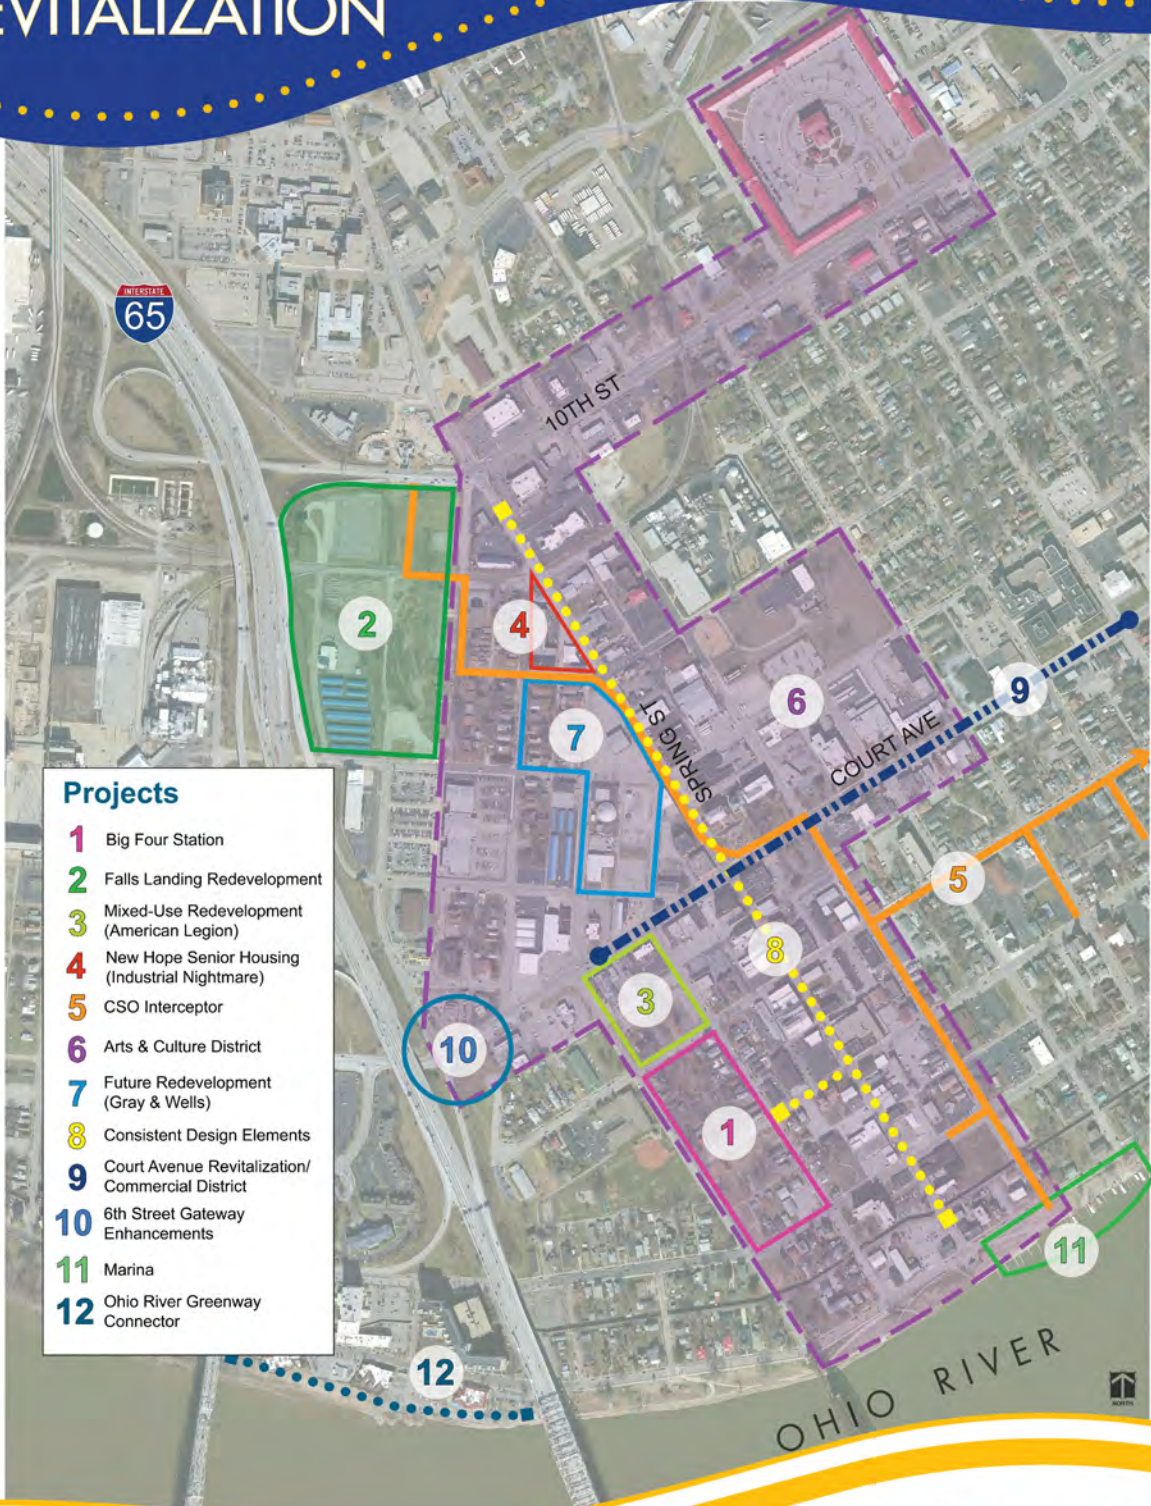 EVITALIZATION
INTERSTATE
65
10TH ST
2
4
6
9
7
SPRING ST
COURT AVE
5
8
3
10
1
11
12
OHIO RIVER
NORTH
Projects
1 Big Four Station
2 Falls Landing Redevelopment
3 Mixed-Use Redevelopment
(American Legion)
4 New Hope Senior Housing
(Industrial Nightmare)
5 CSO Interceptor
6 Arts & Culture District
7 Future Redevelopment
(Gray & Wells)
8 Consistent Design Elements
9 Court Avenue Revitalization/
Commercial District
10 6th Street Gateway
Enhancements
11 Marina
12 Ohio River Greenway
Connector